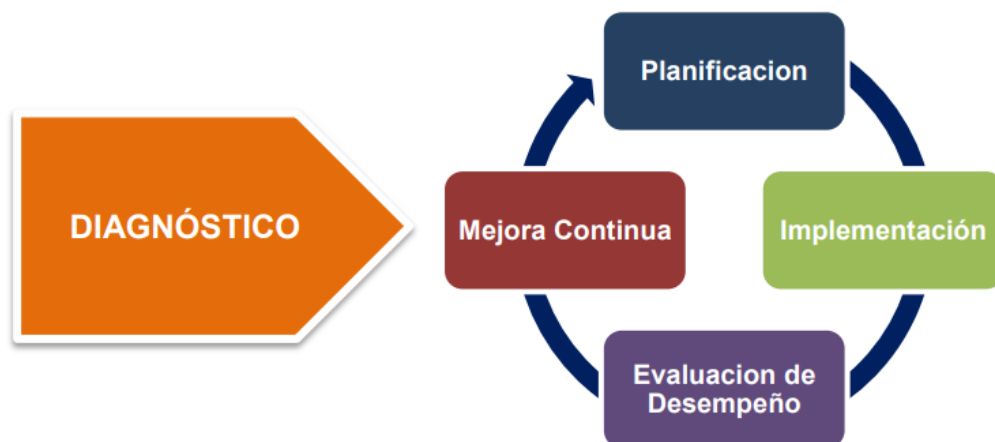 DIAGNÓSTICO
Planificacion
Implementación
Evaluacion de
Desempeño
Mejora Continua